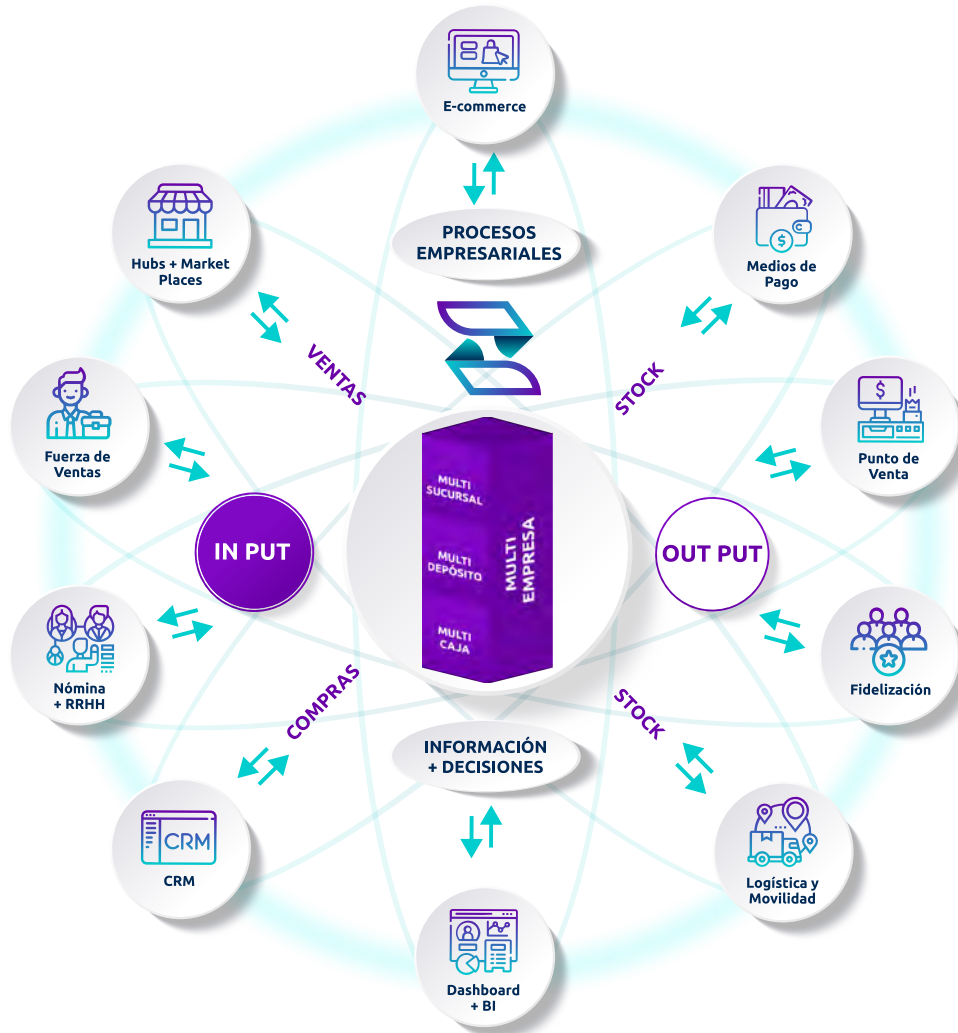 E-commerce
PROCESOS
EMPRESARIALES
Hubs + Market
Places
Medios de
Pago
$
VENTAS
STOCK
$
Fuerza de
Ventas
Punto de
Venta
MULTI
SUCURSAL
MULTI
DEPÓSITO
MULTI
CAJA
MULTI
EMPRESA
IN PUT
OUT PUT
Nómina
+ RRHH
Fidelización
COMPRAS
STOCK
INFORMACIÓN
+ DECISIONES
CRM
CRM
Logística y
Movilidad
Dashboard
+ BI